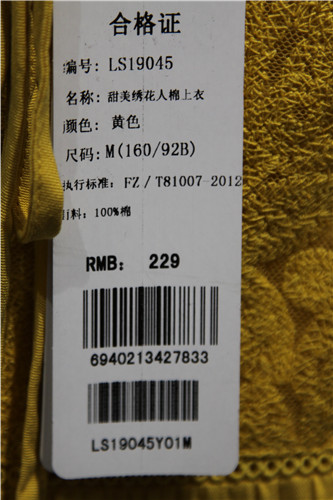 合格证
编号: LS19045
名称: 甜美绣花人棉上衣
颜色: 黄色
尺码: M(160/92B)
执行标准: FZ/T81007-2012
面料: 100%棉
RMB: 229
6940213427833
LS19045Y01M